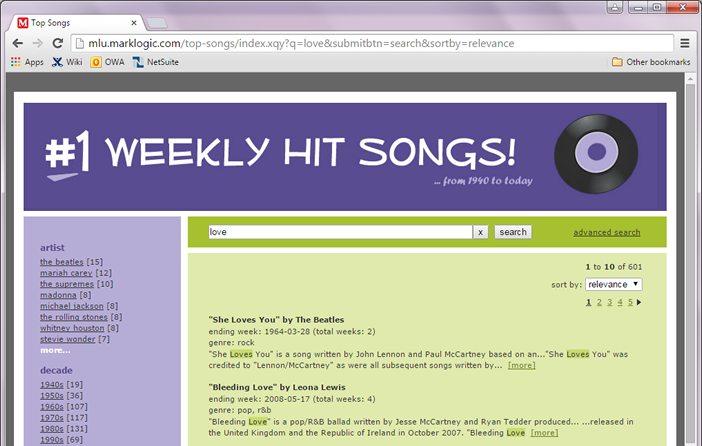 Top Songs
mlu.marklogic.com/top-songs/index.xqy?q=love&submitbtn=search&sortby=relevance
Apps Wiki OWA NetSuite Other bookmarks
#1 WEEKLY HIT SONGS!
... from 1940 to today
love x search advanced search
artist
the beatles [15]
mariah carey [12]
the supremes [10]
madonna [8]
michael jackson [8]
the rolling stones [8]
whitney houston [8]
stevie wonder [7]
more...
decade
1940s [19]
1950s [36]
1960s [107]
1970s [117]
1980s [131]
1990s [69]
1 to 10 of 601
sort by: relevance
1 2 3 4 5
"She Loves You" by The Beatles
ending week: 1964-03-28 (total weeks: 2)
genre: rock
"She Loves You" is a song written by John Lennon and Paul McCartney based on an..."She Loves You" was
credited to "Lennon/McCartney" as were all subsequent songs written by... [more]
"Bleeding Love" by Leona Lewis
ending week: 2008-05-17 (total weeks: 4)
genre: pop, r&b
"Bleeding Love" is a pop/R&B ballad written by Jesse McCartney and Ryan Tedder produced... ...released in
the United Kingdom and the Republic of Ireland in October 2007. "Bleeding Love [more]